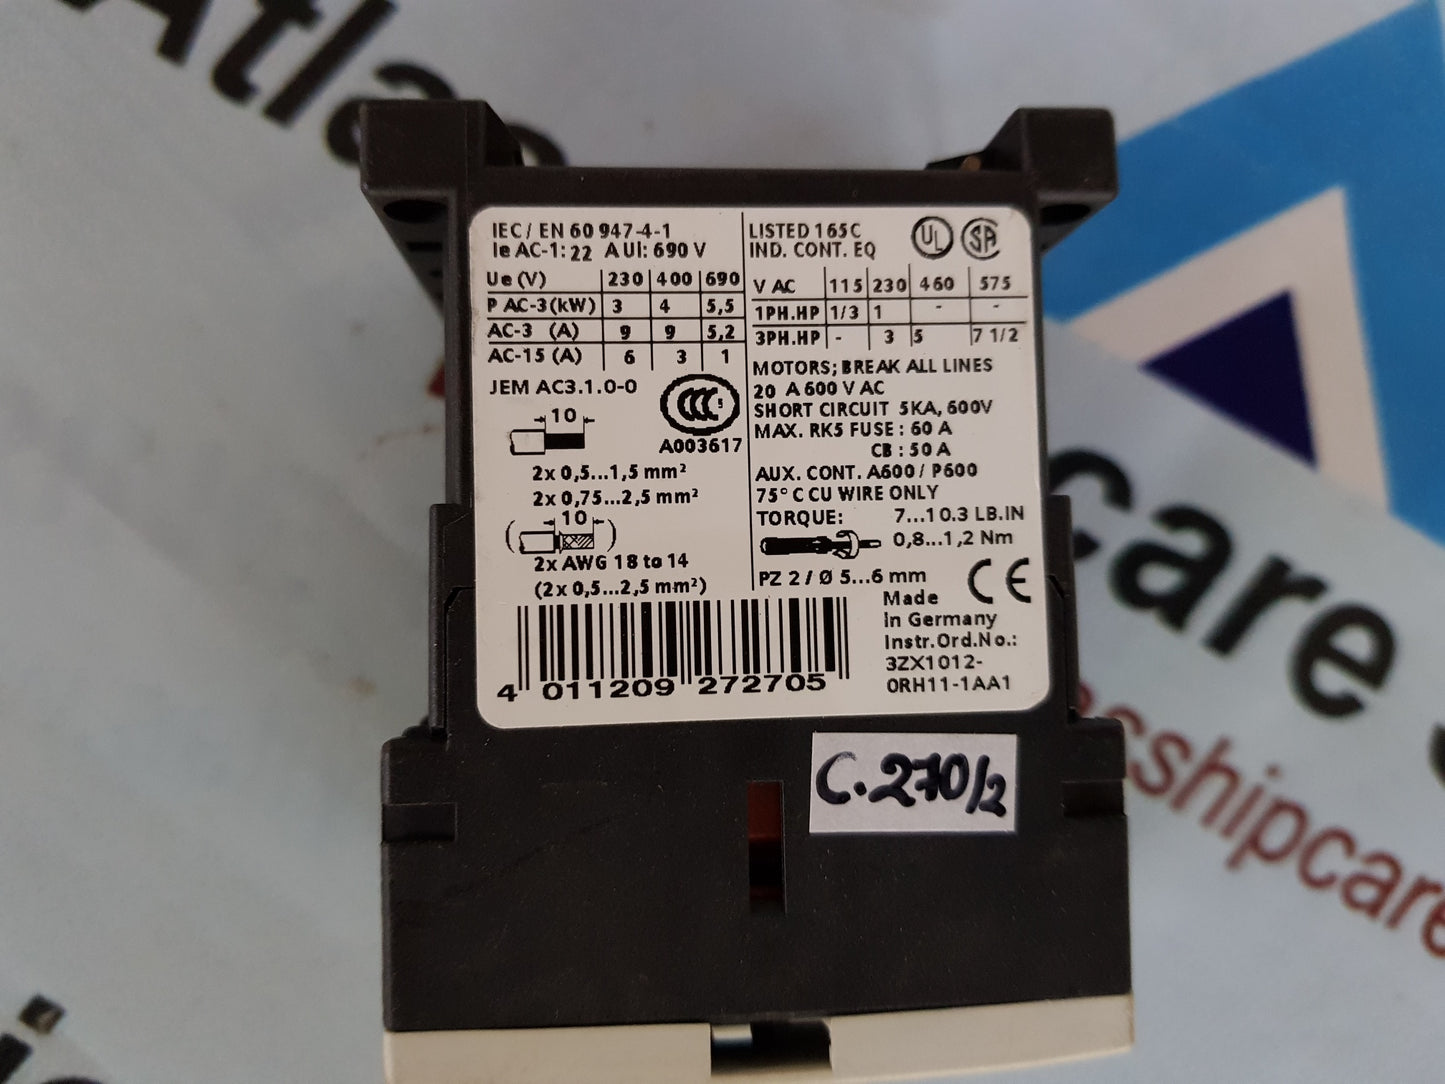 Atla
IEC/ EN 60 947-4-1
Ie AC-1: 22 A Ui: 690 V
Ue (V) 230 400 690
P AC-3(kW) 3 4 5,5
AC-3 (A) 9 9 5,2
AC-15 (A) 6 3 1
JEM AC3.1.0-0
CCC S
A003617
10
2x 0,5...1,5 mm²
2x 0,75...2,5 mm²
( 10 )
2x AWG 18 to 14
(2x 0,5...2,5 mm²)
LISTED 165C
IND. CONT. EQ
UL SA
V AC 115 230 460 575
1PH.HP 1/3 1 - -
3PH.HP - 3 5 7 1/2
MOTORS; BREAK ALL LINES
20 A 600 V AC
SHORT CIRCUIT 5KA, 600V
MAX. RK5 FUSE : 60 A
CB : 50 A
AUX. CONT. A600 / P600
75° C CU WIRE ONLY
TORQUE: 7...10.3 LB.IN
0,8...1,2 Nm
PZ 2 / Ø 5...6 mm
CE
Made
in Germany
Instr.Ord.No.:
3ZX1012-
0RH11-1AA1
4 011209 272705
C.270/2
care S
shipcare